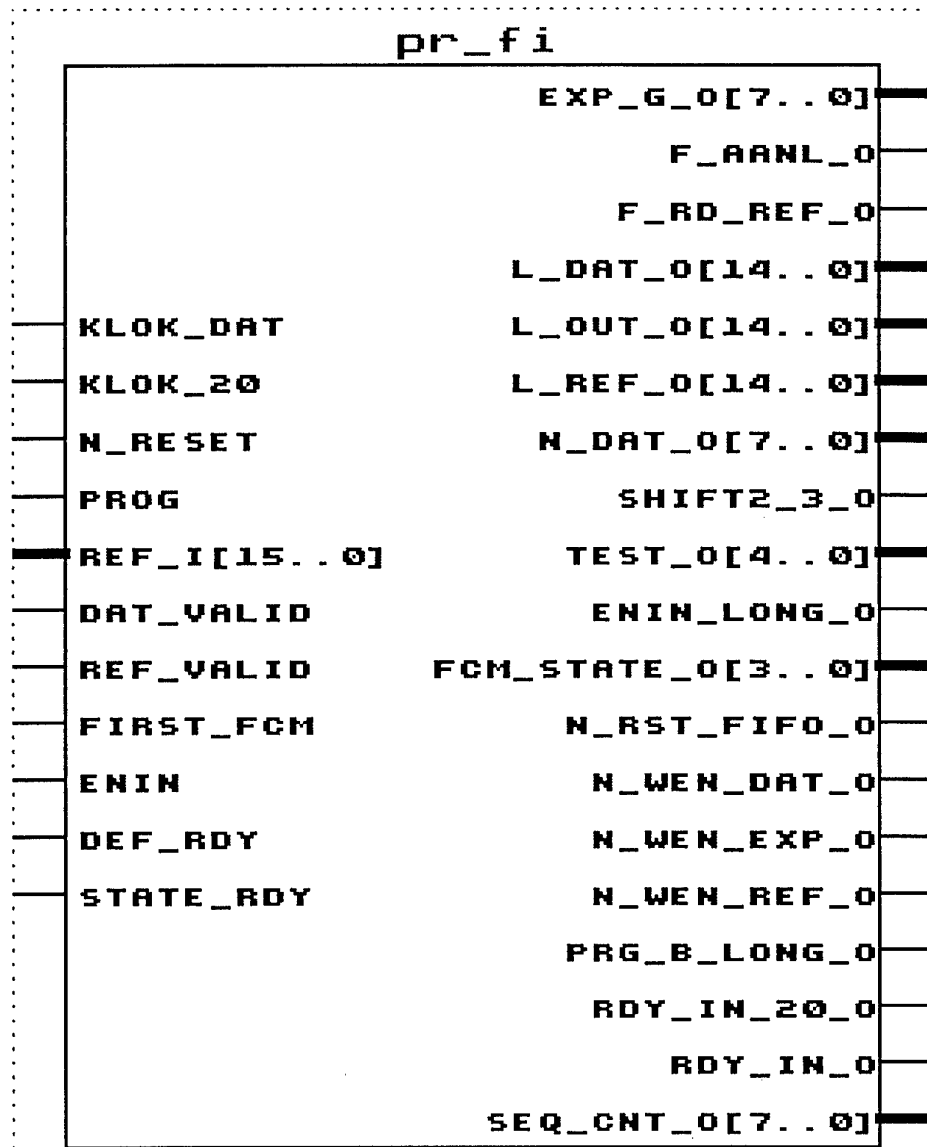 pr_fi
EXP_G_O[7..0]
F_AANL_O
F_RD_REF_O
L_DAT_O[14..0]
KLOK_DAT L_OUT_O[14..0]
KLOK_20 L_REF_O[14..0]
N_RESET N_DAT_O[7..0]
PROG SHIFT2_3_O
REF_I[15..0] TEST_O[4..0]
DAT_VALID ENIN_LONG_O
REF_VALID FCM_STATE_O[3..0]
FIRST_FCM N_RST_FIFO_O
ENIN N_WEN_DAT_O
DEF_RDY N_WEN_EXP_O
STATE_RDY N_WEN_REF_O
PRG_B_LONG_O
RDY_IN_20_O
RDY_IN_O
SEQ_CNT_O[7..0]